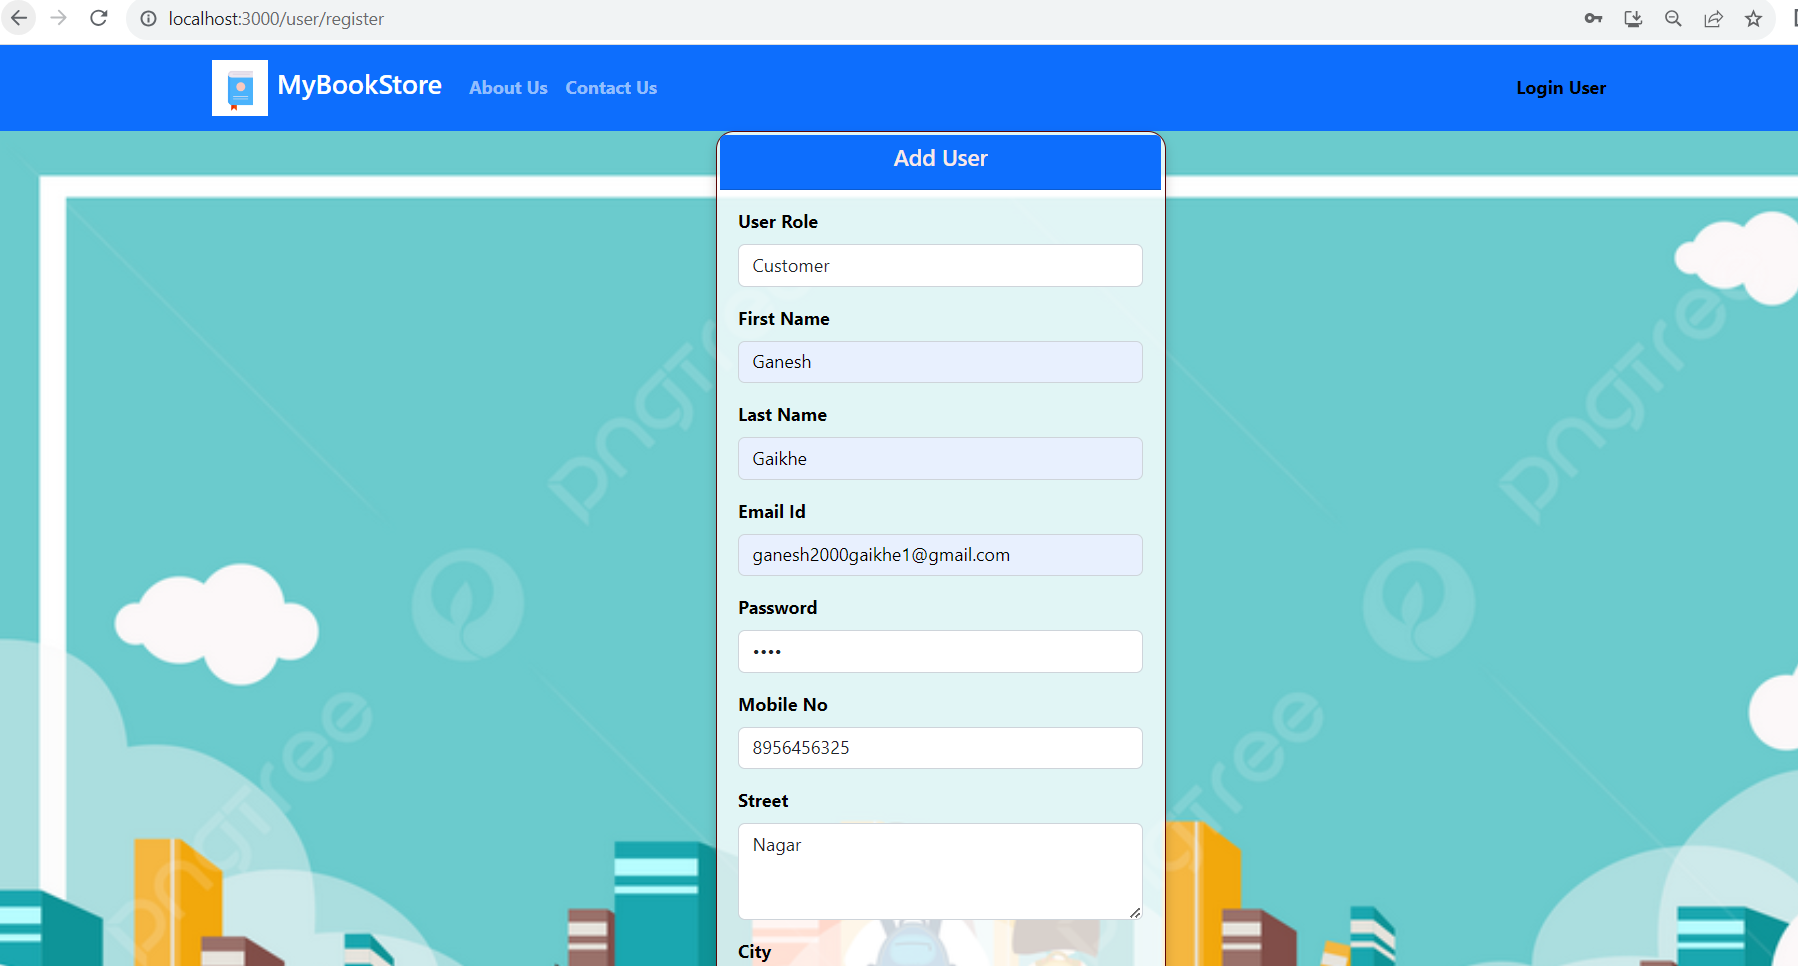 localhost:3000/user/register
MyBookStore About Us Contact Us Login User
Add User
User Role
Customer
First Name
Ganesh
Last Name
Gaikhe
Email Id
ganesh2000gaikhe1@gmail.com
Password
••••
Mobile No
8956456325
Street
Nagar
City
pngtree
pngtree
pngtree
pngtree